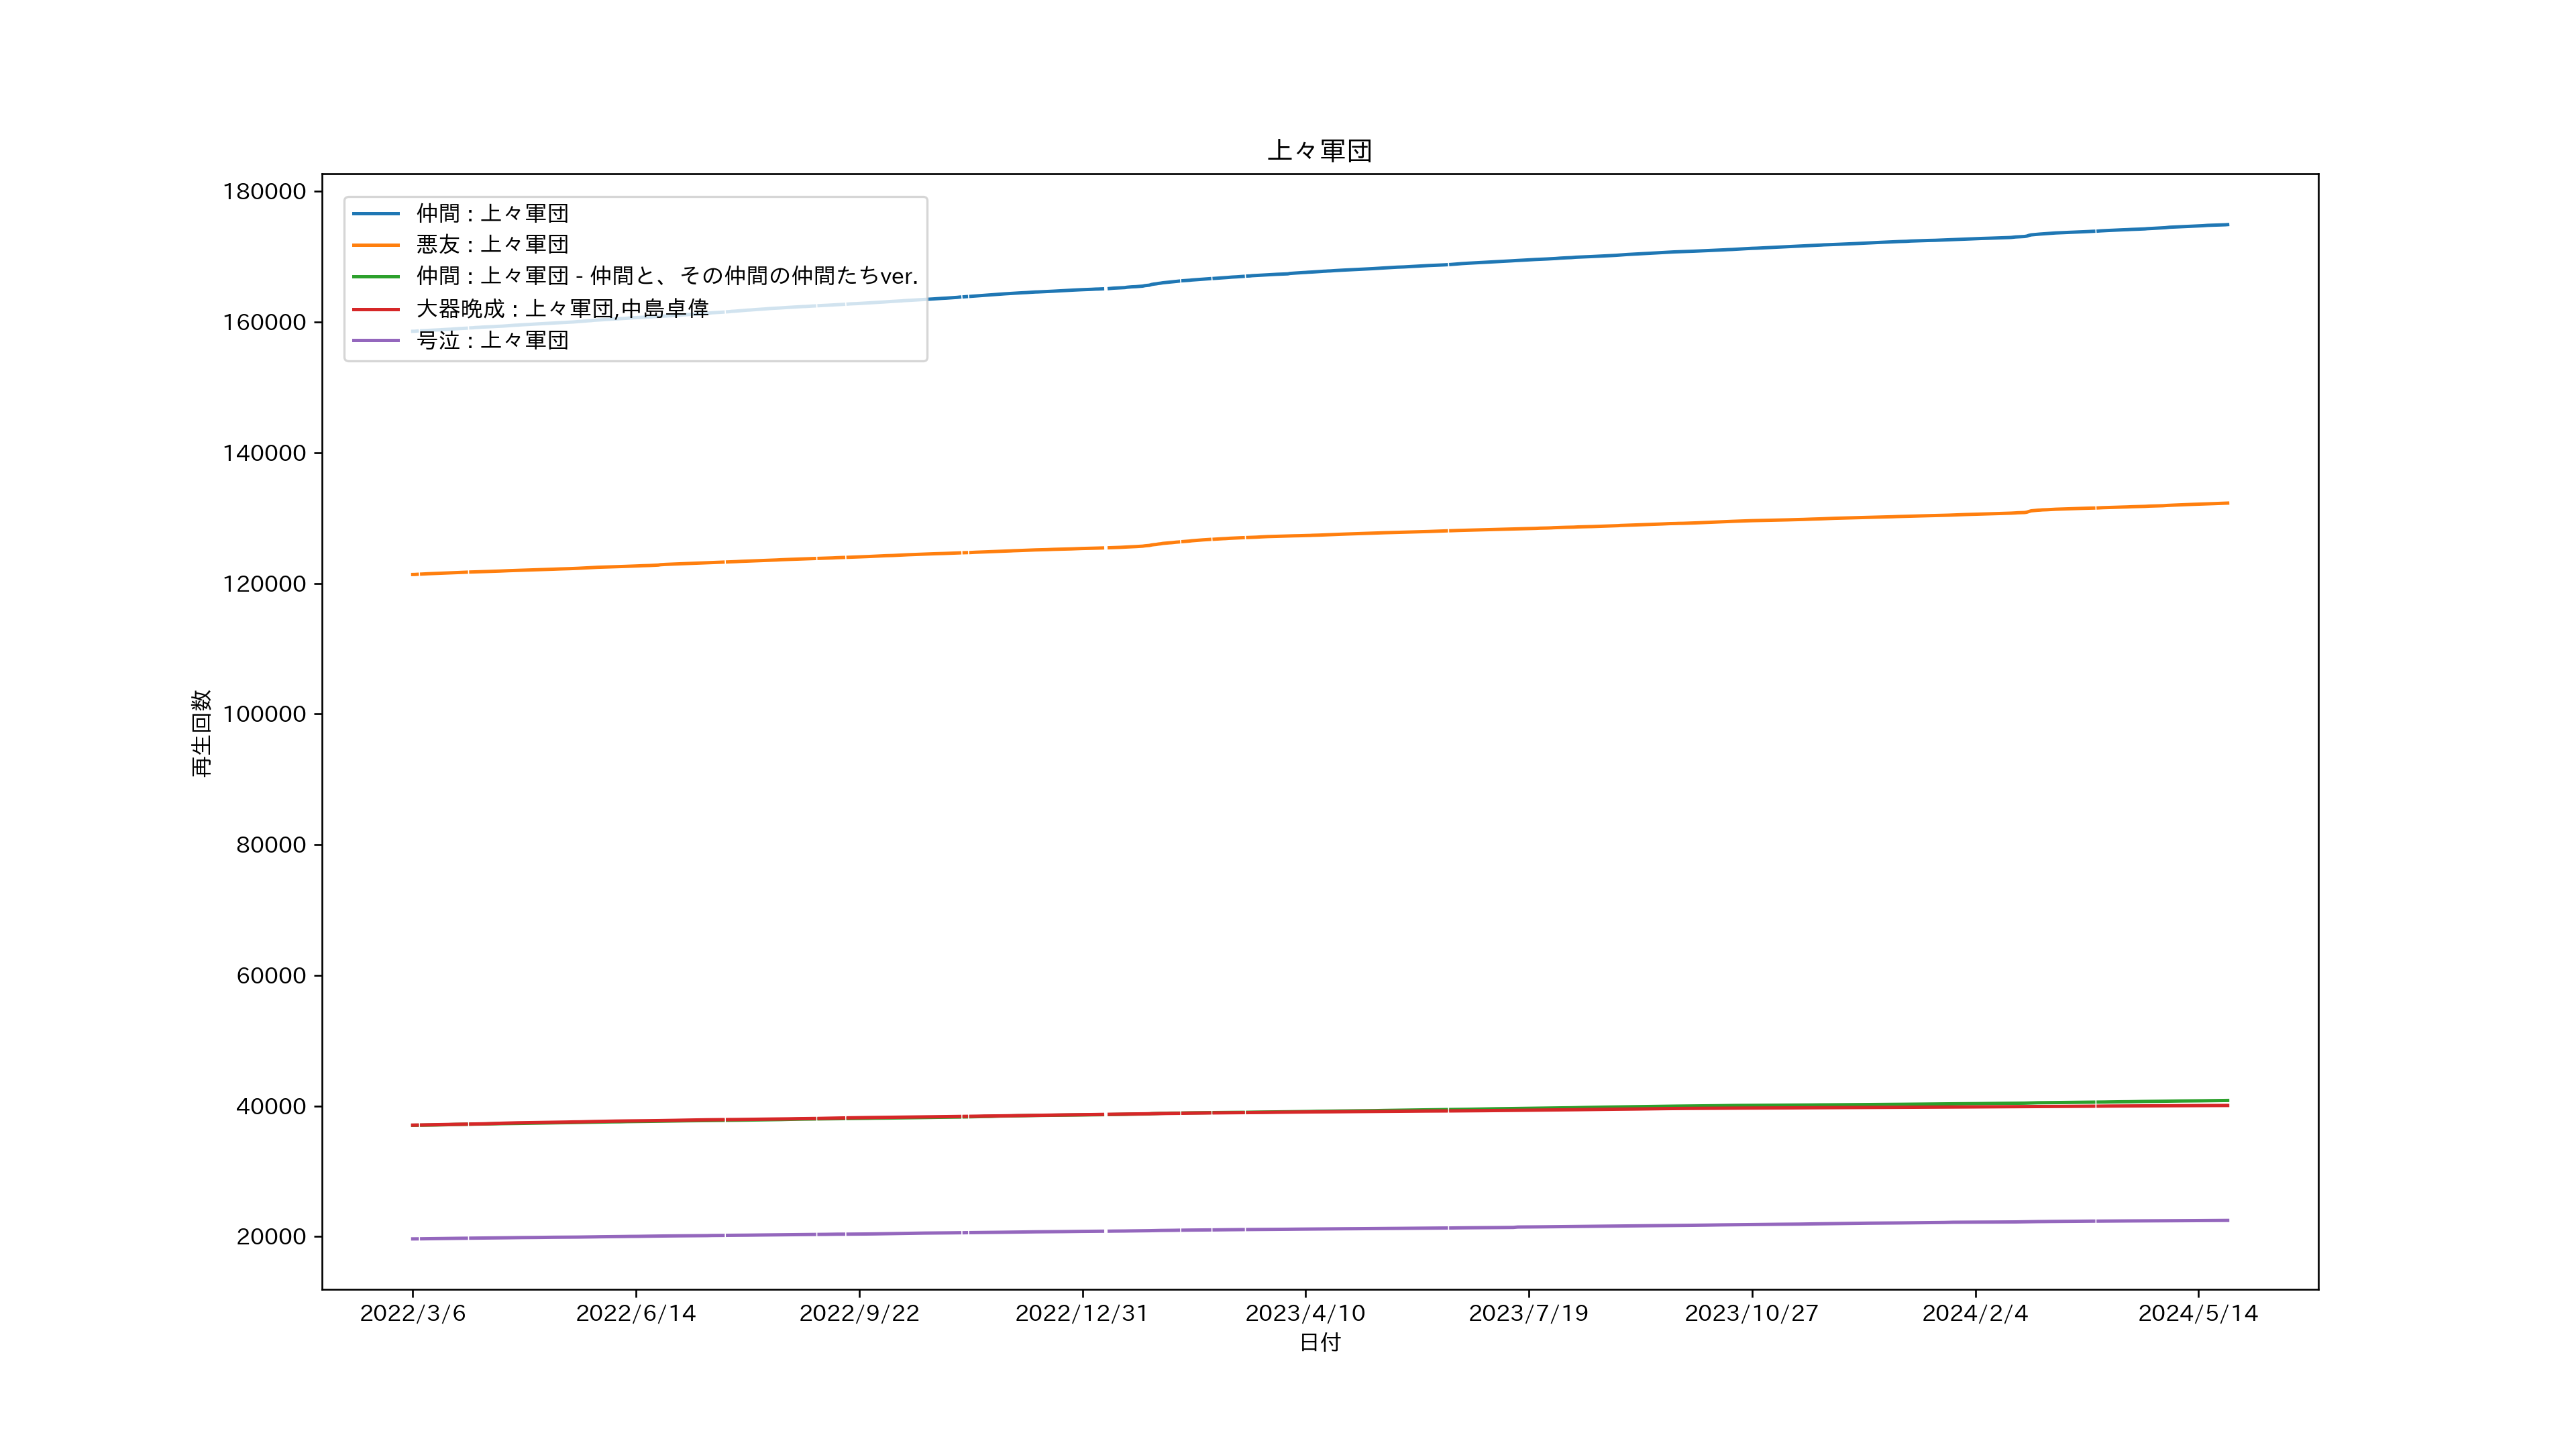 上々軍団
180000
160000
140000
120000
100000
80000
60000
40000
20000
再生回数
仲間 : 上々軍団
悪友 : 上々軍団
仲間 : 上々軍団 - 仲間と、その仲間の仲間たちver.
大器晩成 : 上々軍団,中島卓偉
号泣 : 上々軍団
2022/3/6 2022/6/14 2022/9/22 2022/12/31 2023/4/10 2023/7/19 2023/10/27 2024/2/4 2024/5/14
日付